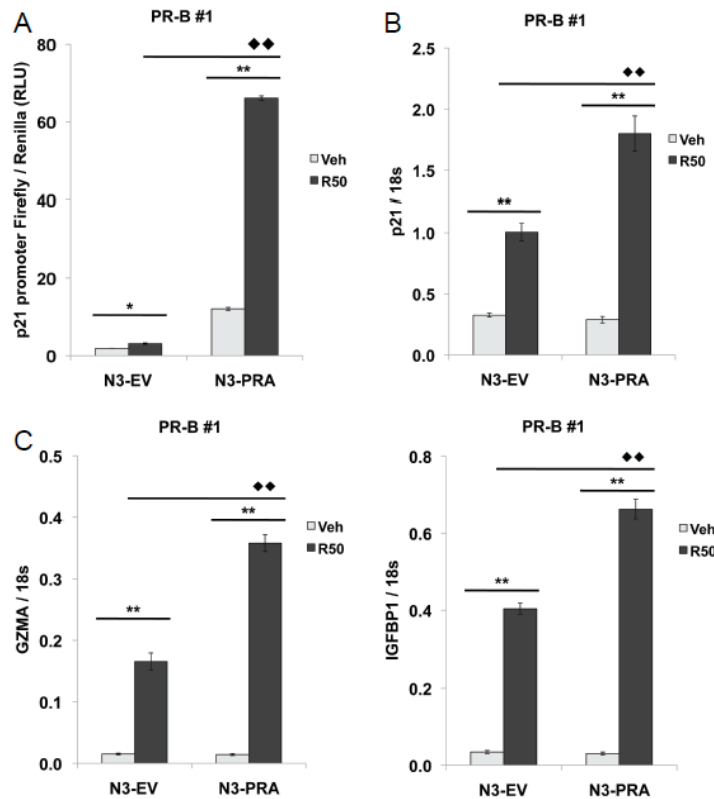 A
PR-B #1
p21 promoter Firefly / Renilla (RLU)
80
60
40
20
0
◆◆
**
*
Veh
R50
N3-EV
N3-PRA
B
PR-B #1
p21 / 18s
2.5
2.0
1.5
1.0
0.5
0.0
◆◆
**
**
Veh
R50
N3-EV
N3-PRA
C
PR-B #1
GZMA / 18s
0.5
0.4
0.3
0.2
0.1
0.0
◆◆
**
**
Veh
R50
N3-EV
N3-PRA
PR-B #1
IGFBP1 / 18s
0.8
0.6
0.4
0.2
0.0
◆◆
**
**
Veh
R50
N3-EV
N3-PRA